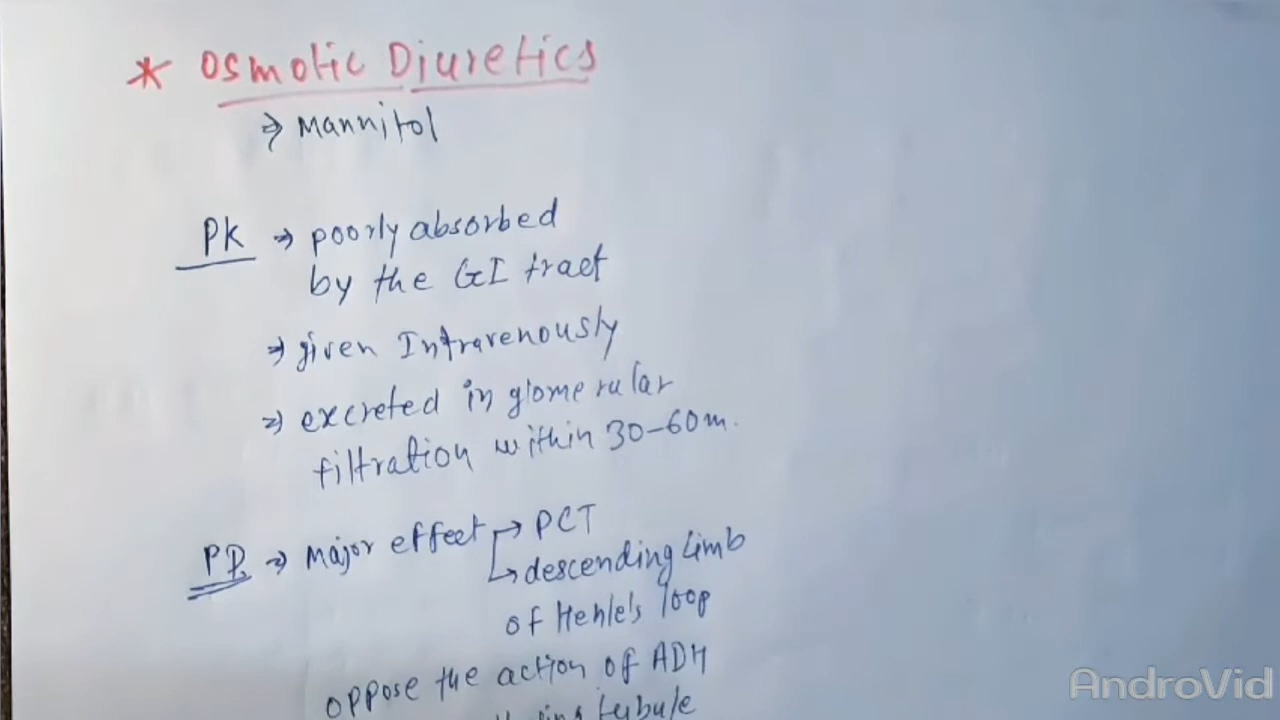 * Osmotic Diuretics
⇒ Mannitol
PK ⇒ poorly absorbed
by the GI tract
⇒ given Intravenously
⇒ excreted in glomerular
filtration within 30-60m.
PD ⇒ Major effect → PCT
↳ descending limb
of Henle's loop
oppose the action of ADH
tubule
AndroVid